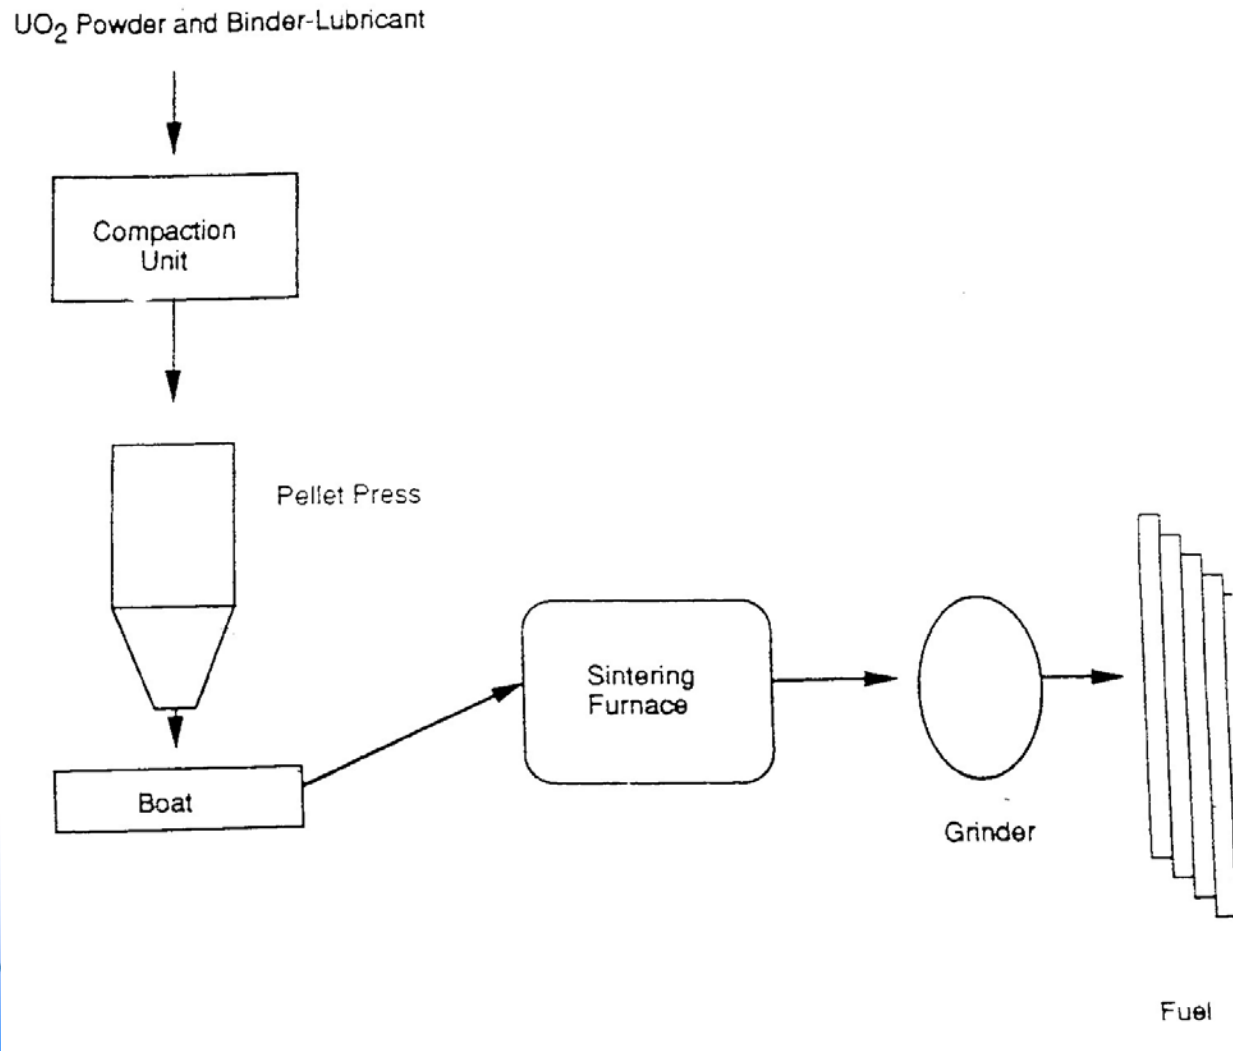 UO₂ Powder and Binder-Lubricant
Compaction
Unit
Pellet Press
Boat
Sintering
Furnace
Grinder
Fuel